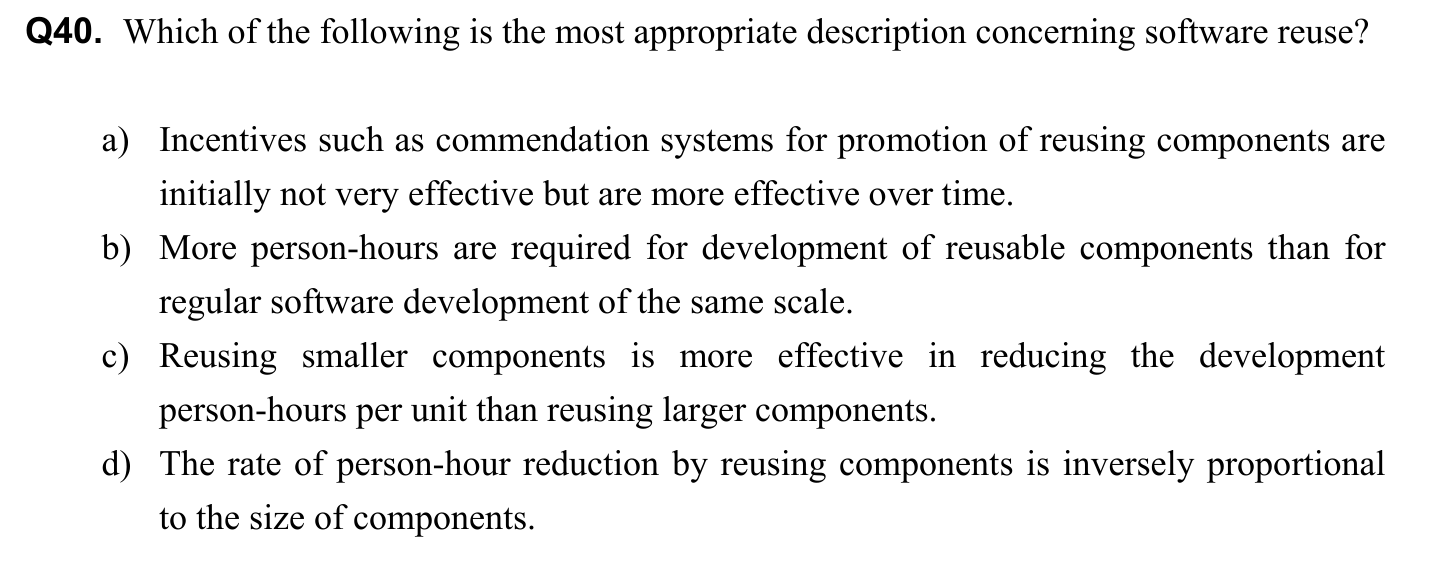 Q40. Which of the following is the most appropriate description concerning software reuse?
a) Incentives such as commendation systems for promotion of reusing components are
initially not very effective but are more effective over time.
b) More person-hours are required for development of reusable components than for
regular software development of the same scale.
c) Reusing smaller components is more effective in reducing the development
person-hours per unit than reusing larger components.
d) The rate of person-hour reduction by reusing components is inversely proportional
to the size of components.